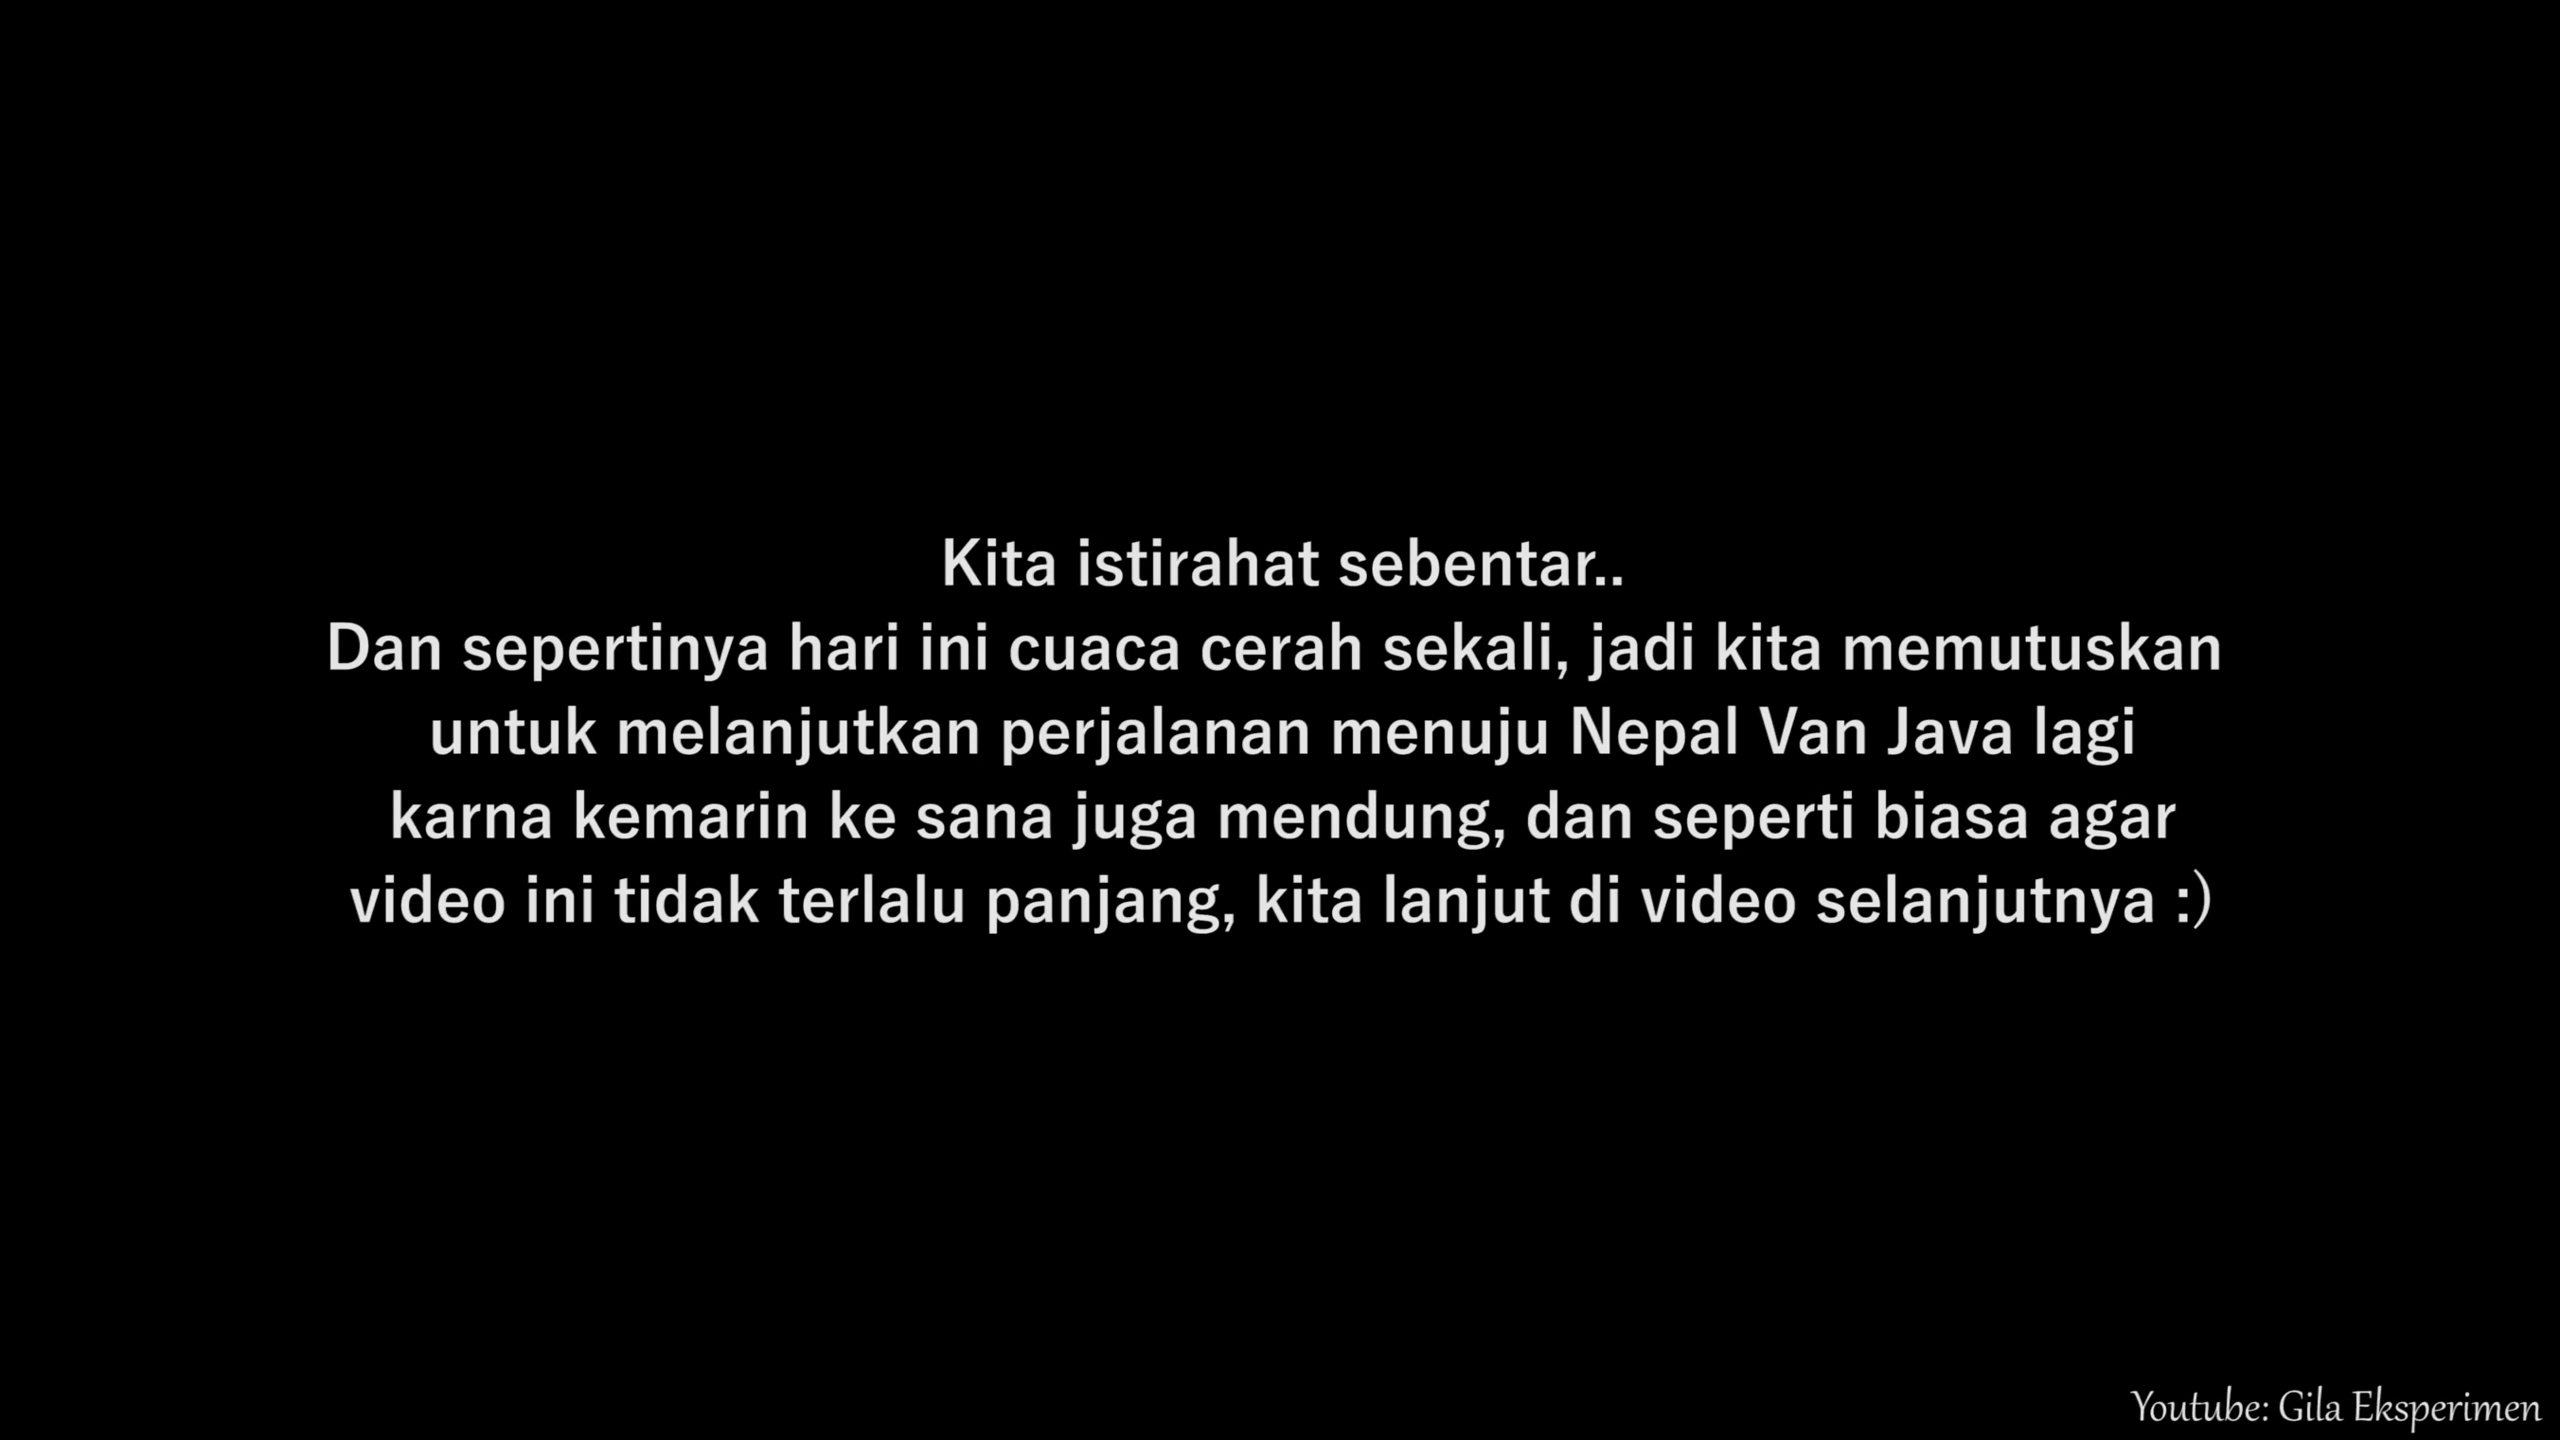 Kita istirahat sebentar..
Dan sepertinya hari ini cuaca cerah sekali, jadi kita memutuskan
untuk melanjutkan perjalanan menuju Nepal Van Java lagi
karna kemarin ke sana juga mendung, dan seperti biasa agar
video ini tidak terlalu panjang, kita lanjut di video selanjutnya :)
Youtube: Gila Eksperimen